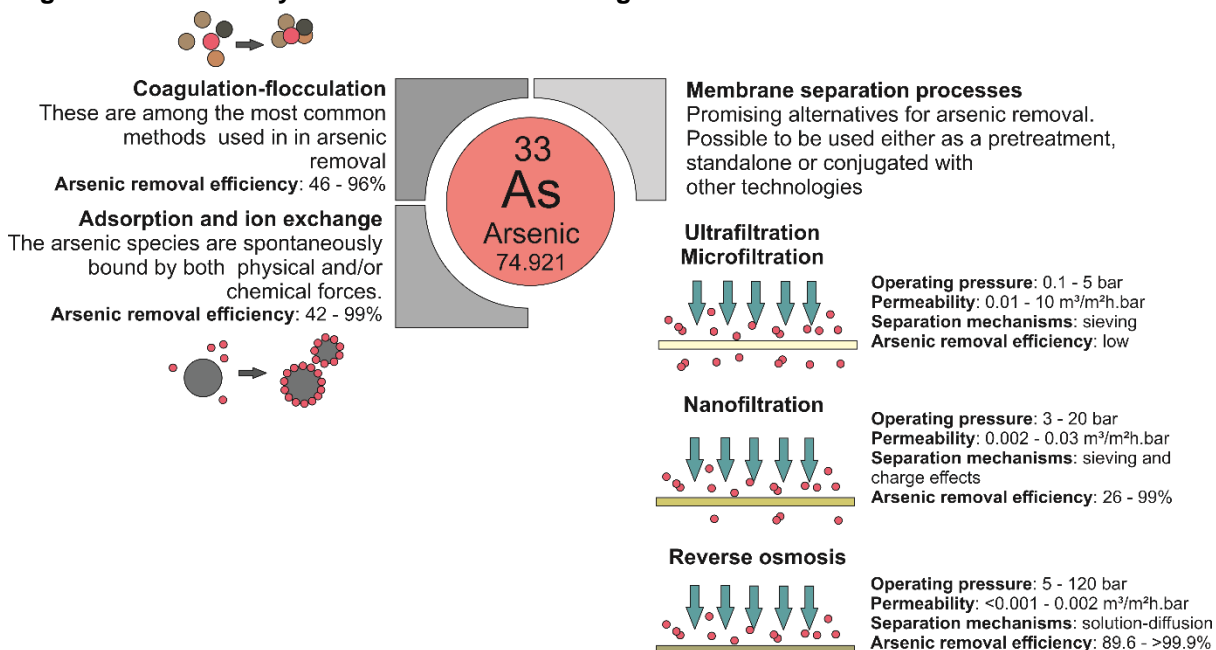 Coagulation-flocculation
These are among the most common
methods used in in arsenic
removal
Arsenic removal efficiency: 46 - 96%
Adsorption and ion exchange
The arsenic species are spontaneously
bound by both physical and/or
chemical forces.
Arsenic removal efficiency: 42 - 99%
33
As
Arsenic
74.921
Membrane separation processes
Promising alternatives for arsenic removal.
Possible to be used either as a pretreatment,
standalone or conjugated with
other technologies
Ultrafiltration
Microfiltration
Operating pressure: 0.1 - 5 bar
Permeability: 0.01 - 10 m³/m²h.bar
Separation mechanisms: sieving
Arsenic removal efficiency: low
Nanofiltration
Operating pressure: 3 - 20 bar
Permeability: 0.002 - 0.03 m³/m²h.bar
Separation mechanisms: sieving and
charge effects
Arsenic removal efficiency: 26 - 99%
Reverse osmosis
Operating pressure: 5 - 120 bar
Permeability: <0.001 - 0.002 m³/m²h.bar
Separation mechanisms: solution-diffusion
Arsenic removal efficiency: 89.6 - >99.9%